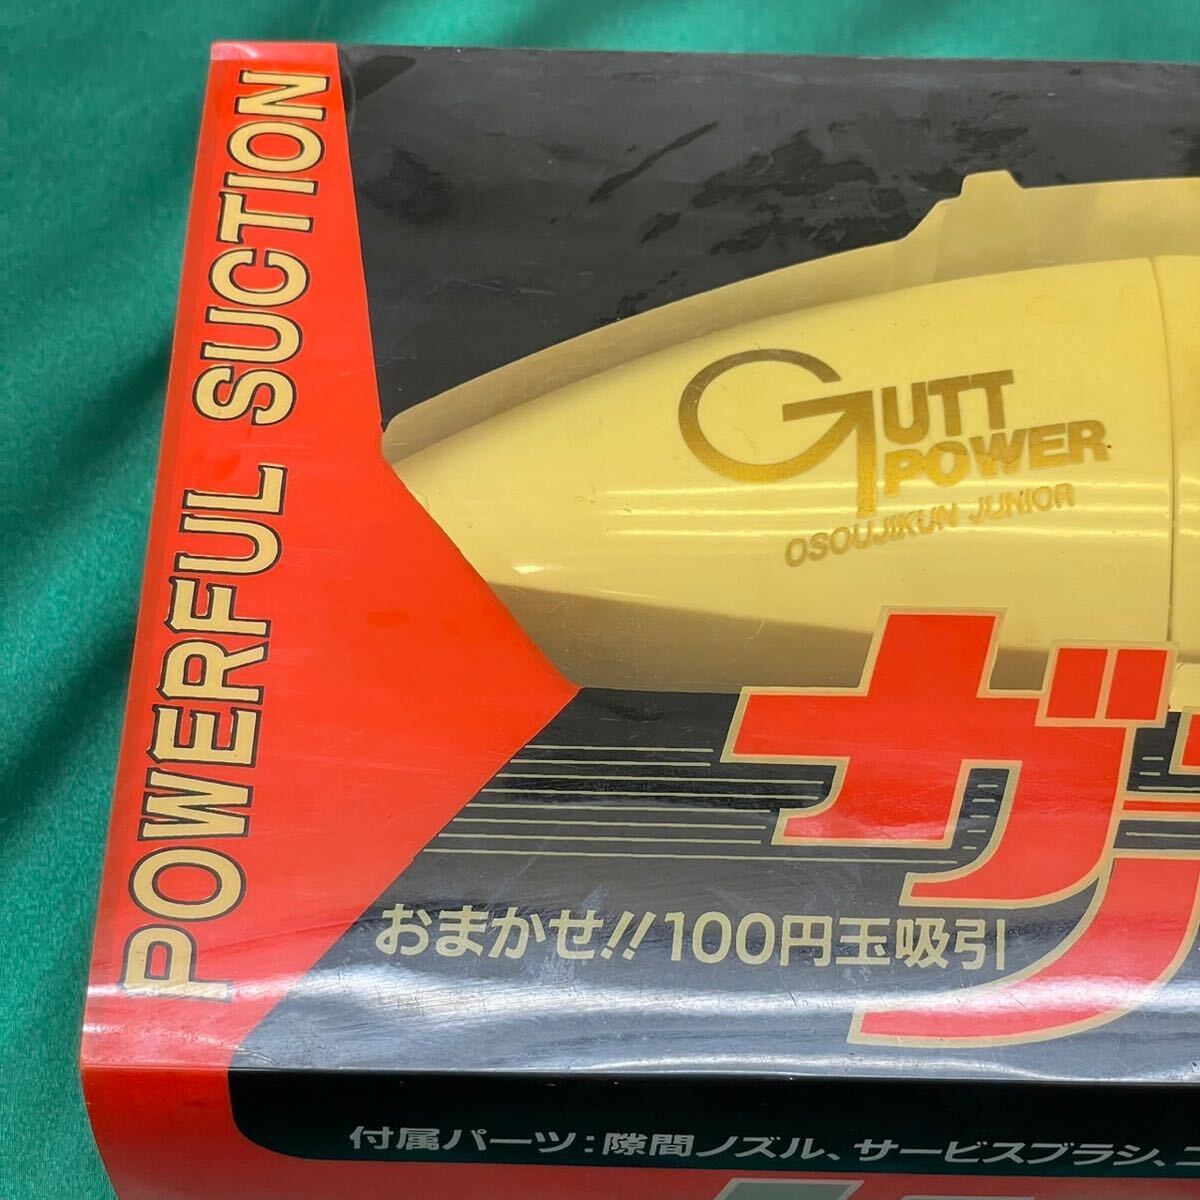 POWERFUL SUCTION
GUTT
POWER
OSOUJIKUN JUNIOR
ザ
おまかせ!!100円玉吸引
付属パーツ:隙間ノズル、サービスブラシ、